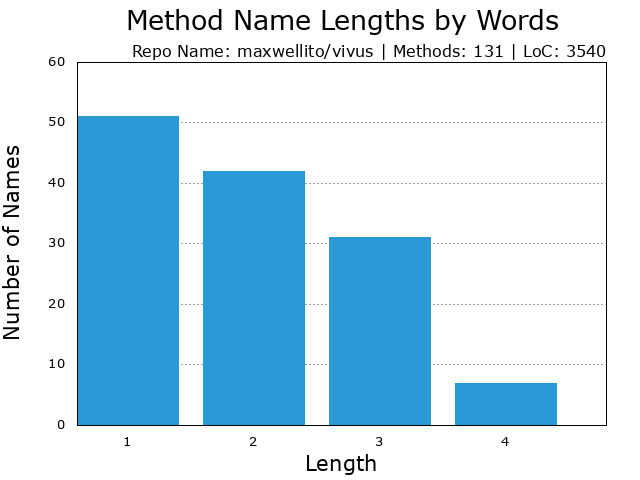 Method Name Lengths by Words
Repo Name: maxwellito/vivus | Methods: 131 | LoC: 3540
Number of Names
60
50
40
30
20
10
0
1 2 3 4
Length